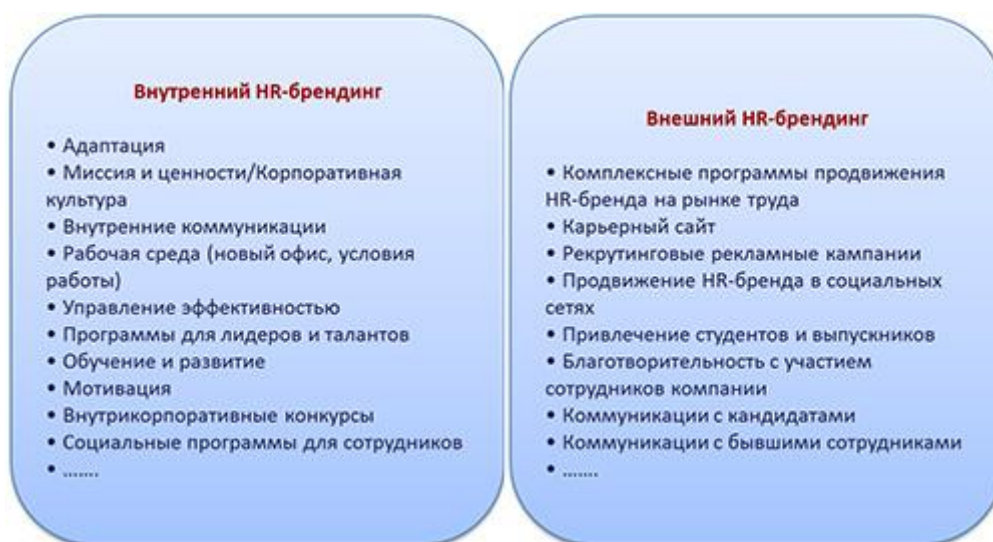 Внутренний HR-брендинг
• Адаптация
• Миссия и ценности/Корпоративная
культура
• Внутренние коммуникации
• Рабочая среда (новый офис, условия
работы)
• Управление эффективностью
• Программы для лидеров и талантов
• Обучение и развитие
• Мотивация
• Внутрикорпоративные конкурсы
• Социальные программы для сотрудников
• .......
Внешний HR-брендинг
• Комплексные программы продвижения
HR-бренда на рынке труда
• Карьерный сайт
• Рекрутинговые рекламные кампании
• Продвижение HR-бренда в социальных
сетях
• Привлечение студентов и выпускников
• Благотворительность с участием
сотрудников компании
• Коммуникации с кандидатами
• Коммуникации с бывшими сотрудниками
• .......